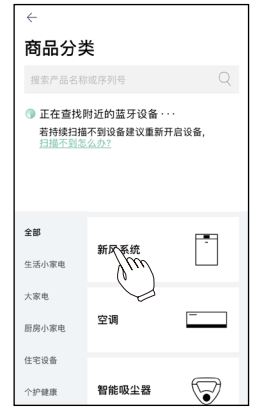 商品分类
搜索产品名称或序列号
正在查找附近的蓝牙设备···
若持续扫描不到设备建议重新开启设备，
扫描不到怎么办?
全部
生活小家电
大家电
厨房小家电
住宅设备
个护健康
新风系统
空调
智能吸尘器